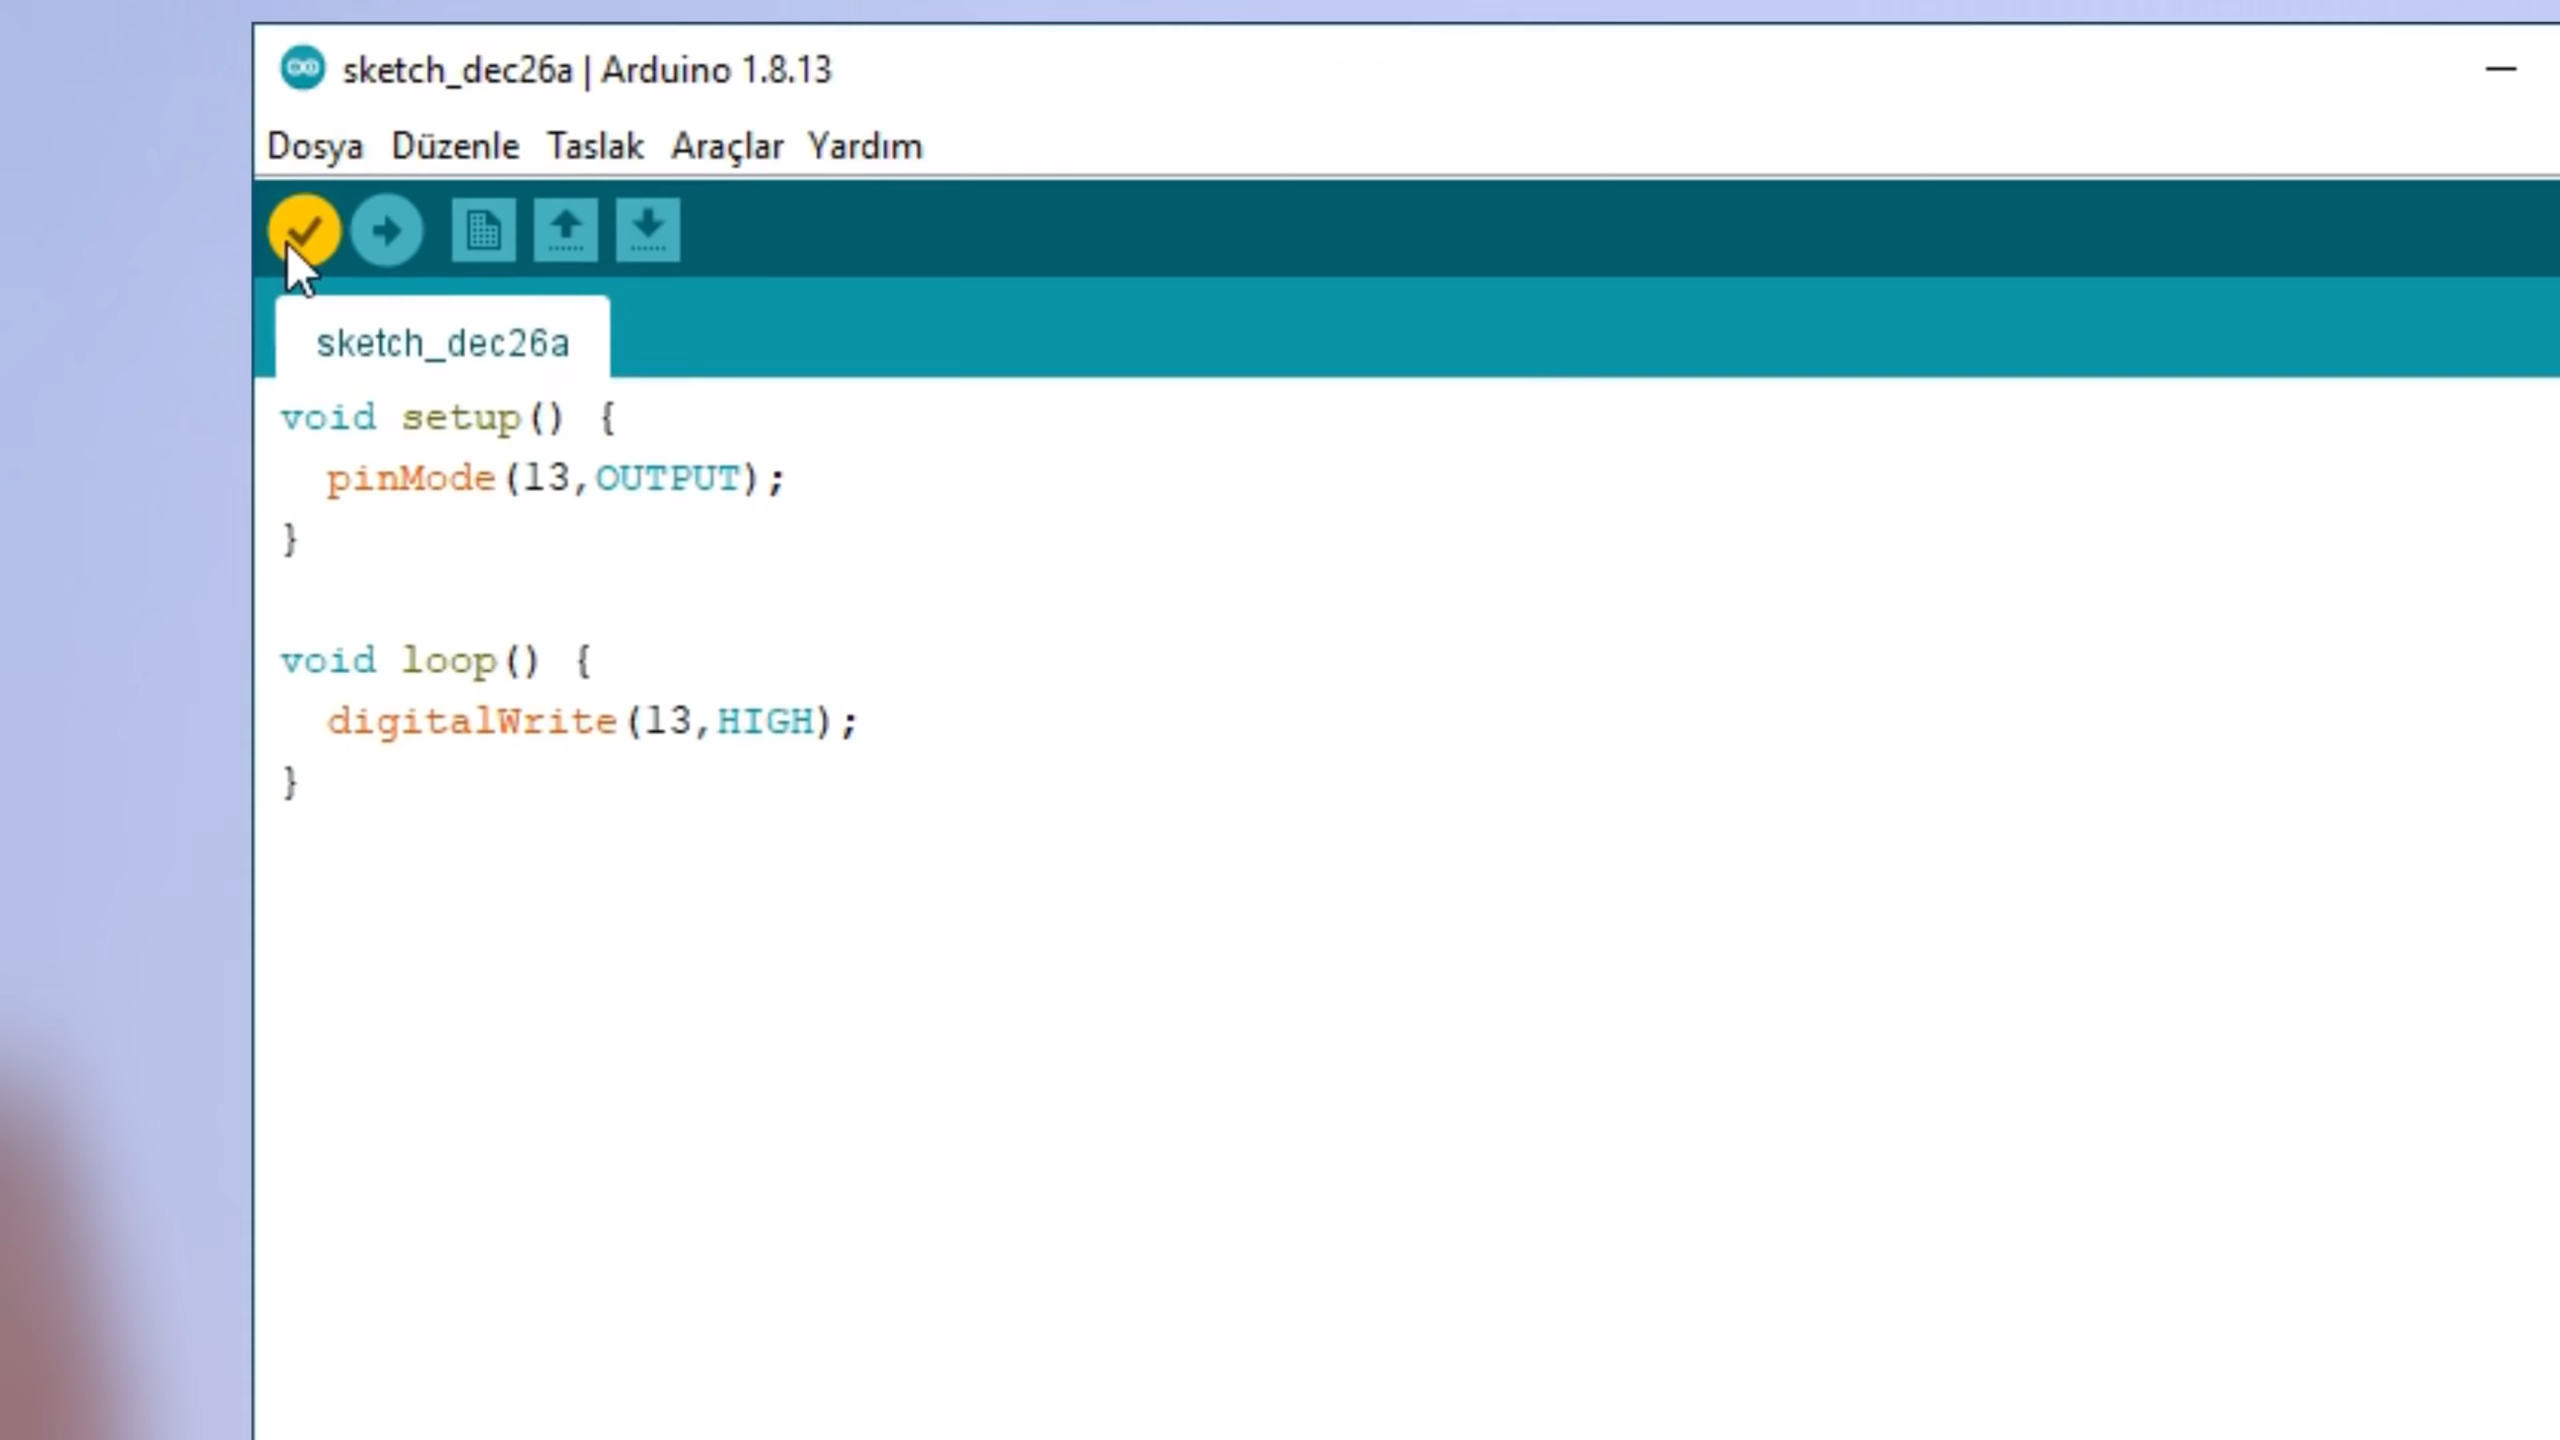 sketch_dec26a | Arduino 1.8.13
Dosya Düzenle Taslak Araçlar Yardım
sketch_dec26a
void setup() {
  pinMode(13,OUTPUT);
}
void loop() {
  digitalWrite(13,HIGH);
}